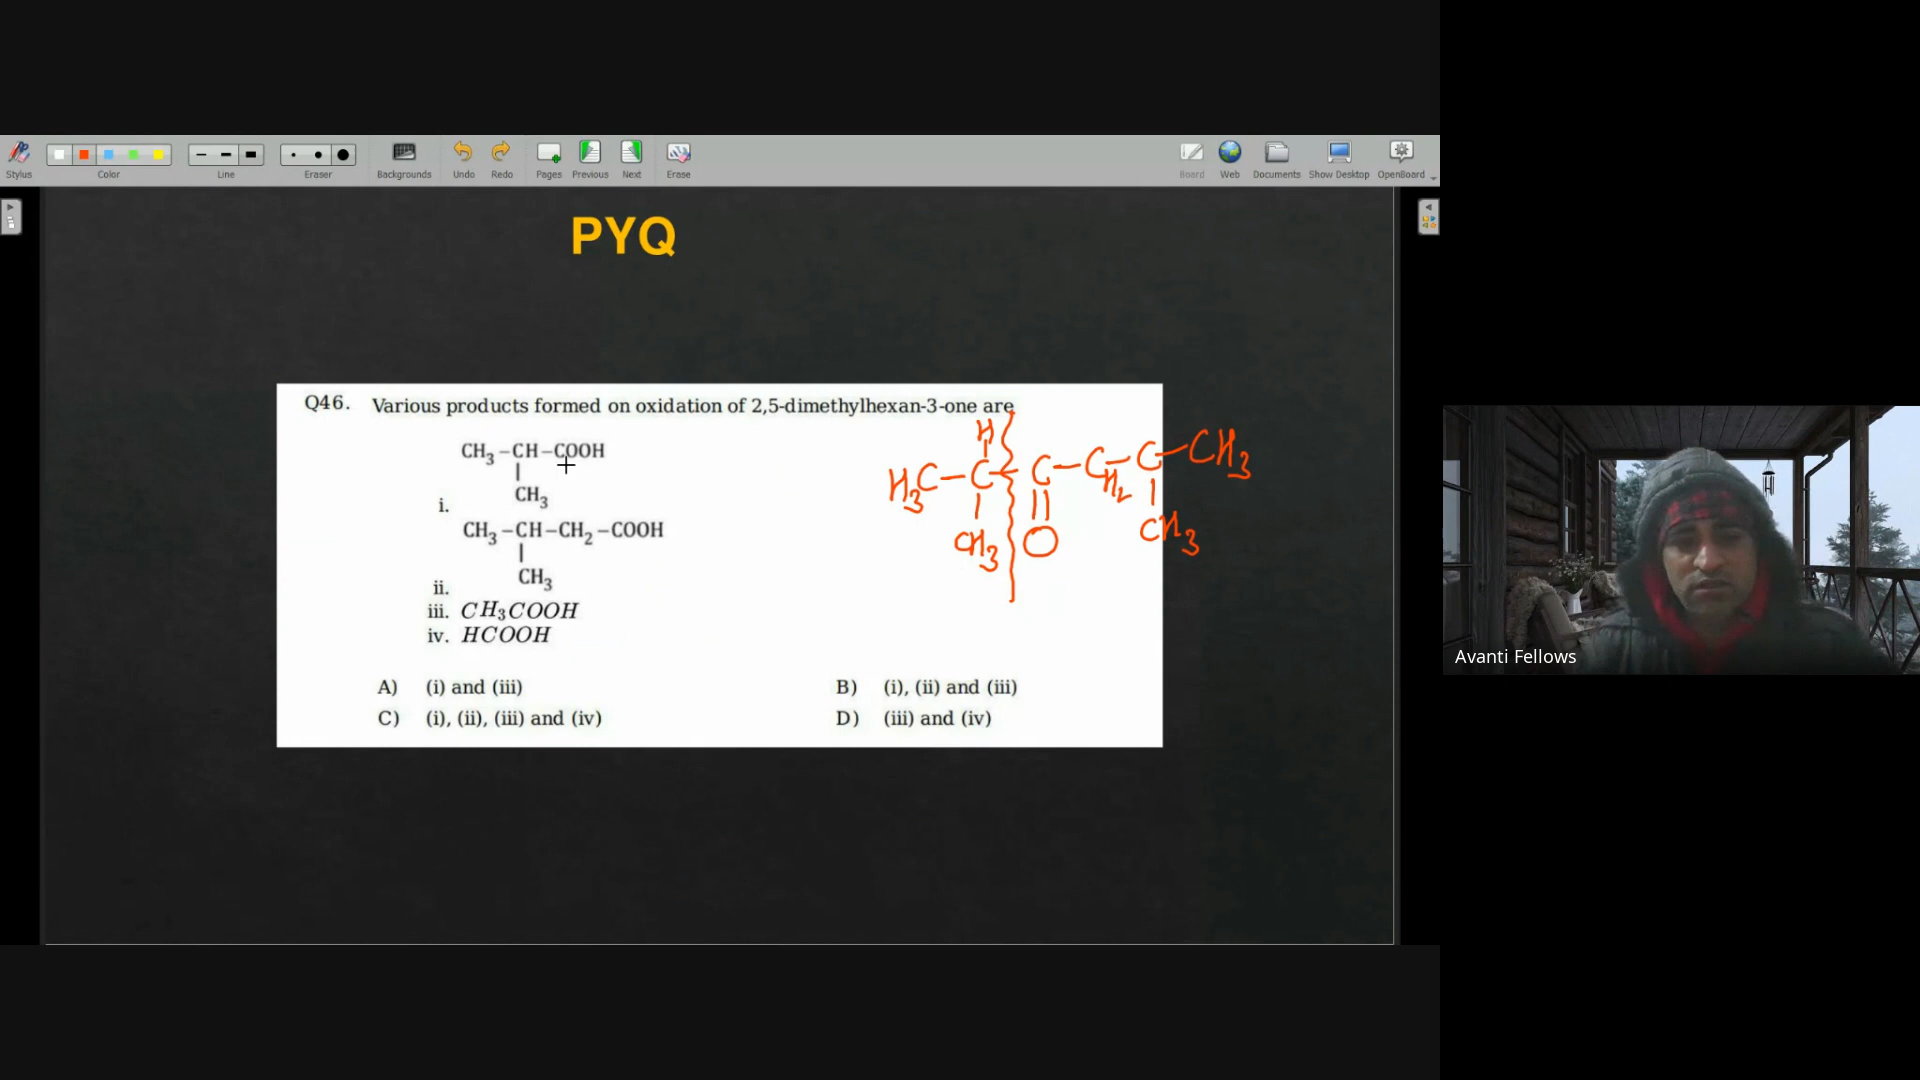 Stylus Color Line Eraser Backgrounds Undo Redo Pages Previous Next Erase Board Web Documents Show Desktop OpenBoard
PYQ
Q46. Various products formed on oxidation of 2,5-dimethylhexan-3-one are
CH3 –CH–COOH
|
CH3
i.
CH3 –CH–CH2 –COOH
|
CH3
ii.
iii. CH3COOH
iv. HCOOH
A) (i) and (iii)
B) (i), (ii) and (iii)
C) (i), (ii), (iii) and (iv)
D) (iii) and (iv)
H
H3C–C–C–CH2–C–CH3
CH3 O CH3
Avanti Fellows